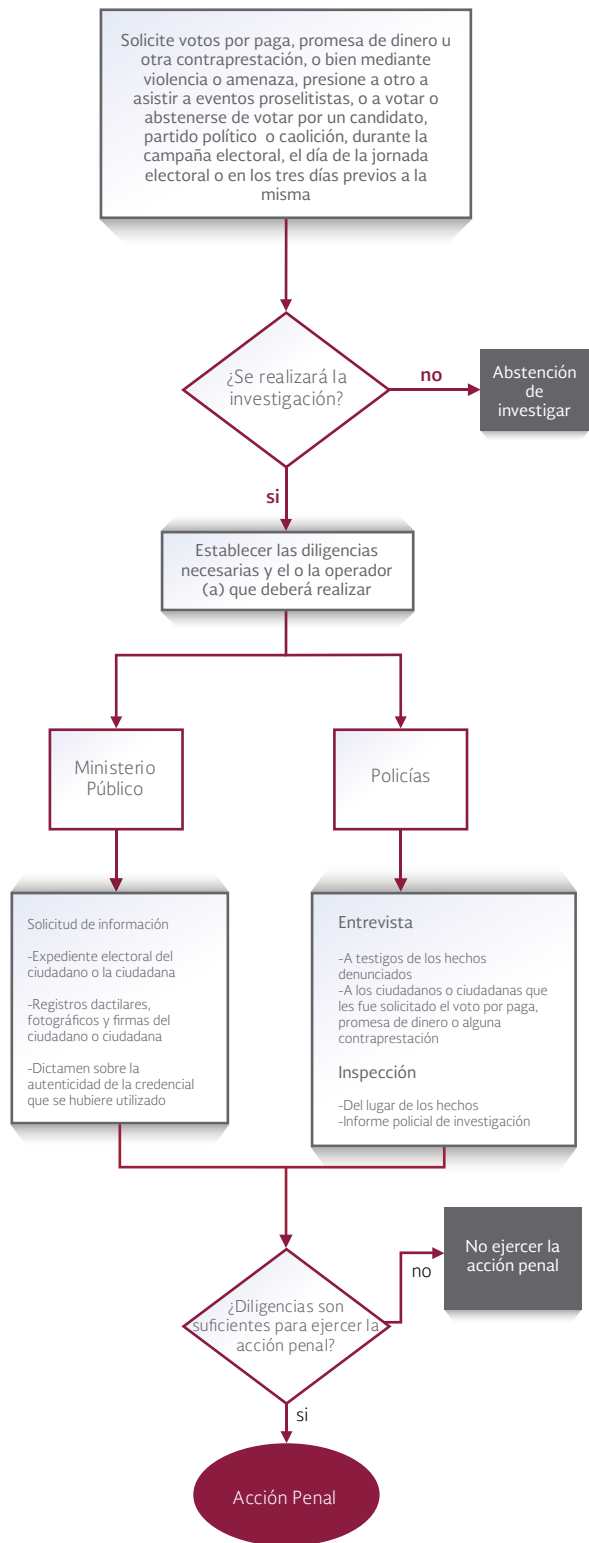 Solicite votos por paga, promesa de dinero u
otra contraprestación, o bien mediante
violencia o amenaza, presione a otro a
asistir a eventos proselitistas, o a votar o
abstenerse de votar por un candidato,
partido político o caolición, durante la
campaña electoral, el día de la jornada
electoral o en los tres días previos a la
misma
¿Se realizará la
investigación?
no
Abstención
de
investigar
si
Establecer las diligencias
necesarias y el o la operador
(a) que deberá realizar
Ministerio
Público
Policías
Solicitud de información
-Expediente electoral del
ciudadano o la ciudadana
-Registros dactilares,
fotográficos y firmas del
ciudadano o ciudadana
-Dictamen sobre la
autenticidad de la credencial
que se hubiere utilizado
Entrevista
-A testigos de los hechos
denunciados
-A los ciudadanos o ciudadanas que
les fue solicitado el voto por paga,
promesa de dinero o alguna
contraprestación
Inspección
-Del lugar de los hechos
-Informe policial de investigación
¿Diligencias son
suficientes para ejercer la
acción penal?
no
No ejercer la
acción penal
si
Acción Penal